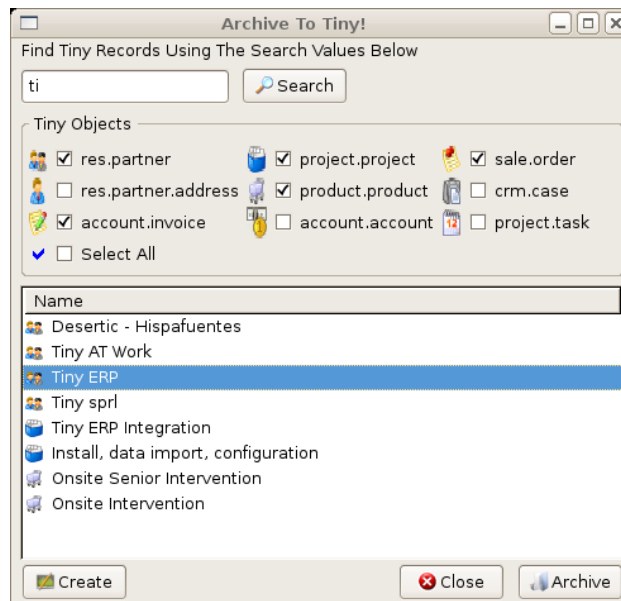 Archive To Tiny!
Find Tiny Records Using The Search Values Below
ti Search
Tiny Objects
res.partner project.project sale.order
res.partner.address product.product crm.case
account.invoice account.account project.task
Select All
Name
Desertic - Hispafuentes
Tiny AT Work
Tiny ERP
Tiny sprl
Tiny ERP Integration
Install, data import, configuration
Onsite Senior Intervention
Onsite Intervention
Create Close Archive